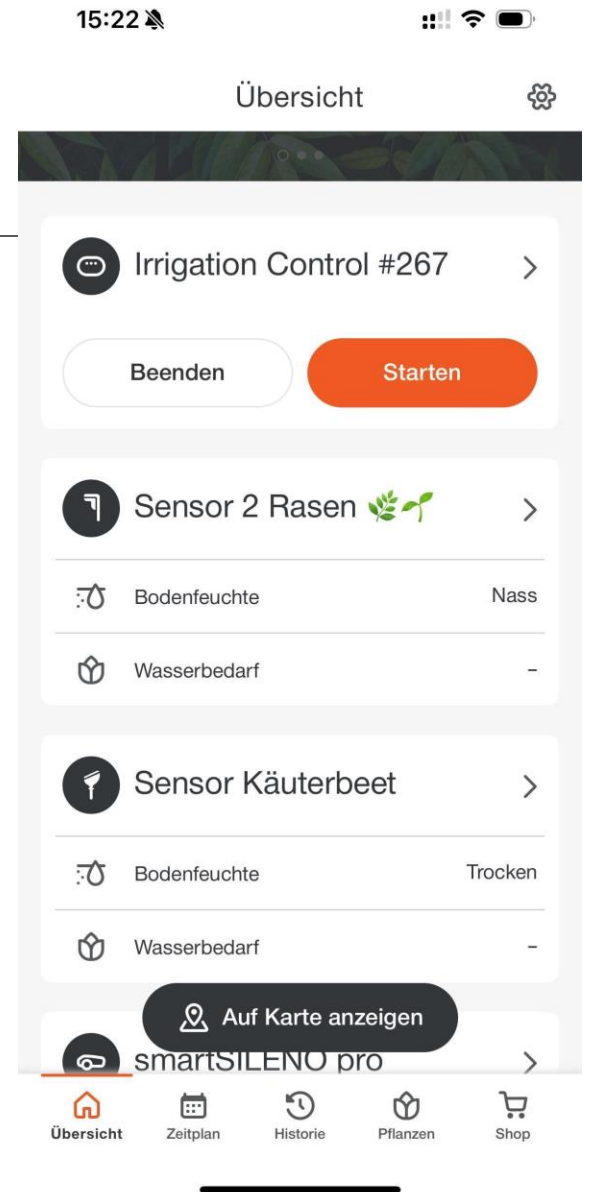 15:22
Übersicht
Irrigation Control #267
Beenden
Starten
Sensor 2 Rasen 🌿🌱
Bodenfeuchte
Nass
Wasserbedarf
-
Sensor Käuterbeet
Bodenfeuchte
Trocken
Wasserbedarf
-
Auf Karte anzeigen
smartSILENO pro
Übersicht
Zeitplan
Historie
Pflanzen
Shop